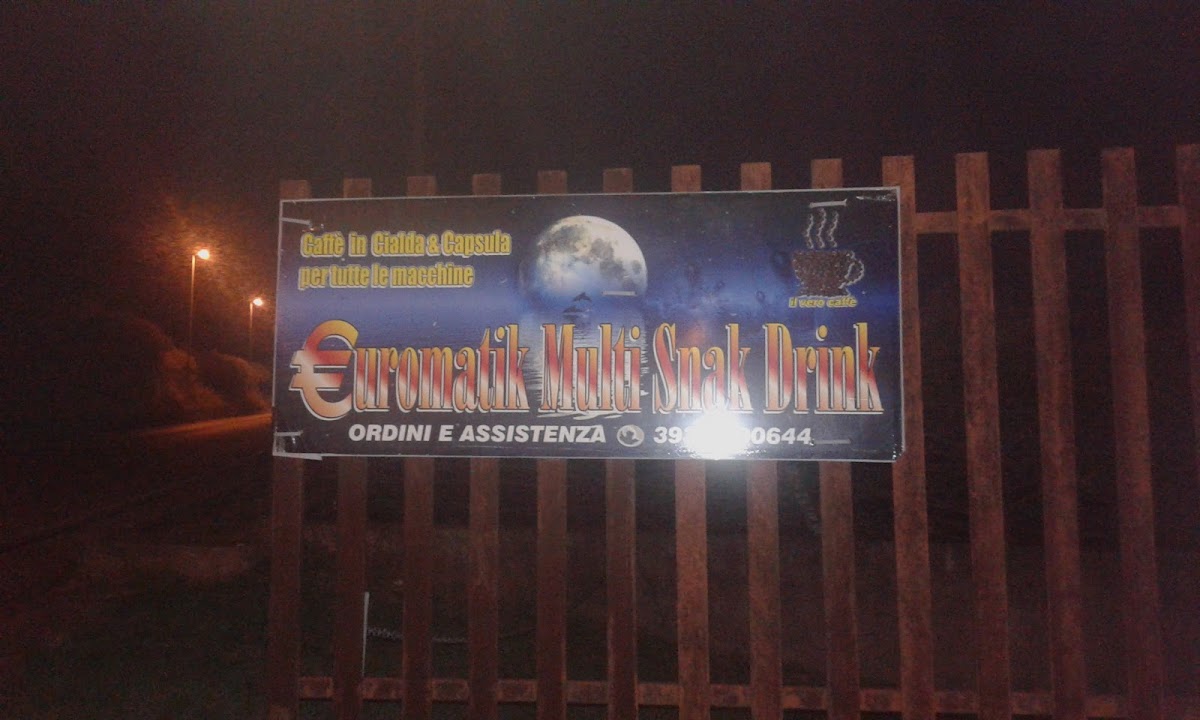 Caffè in Cialda & Capsula
per tutte le macchine
il vero caffè
€uromatik Multi Snak Drink
ORDINI E ASSISTENZA